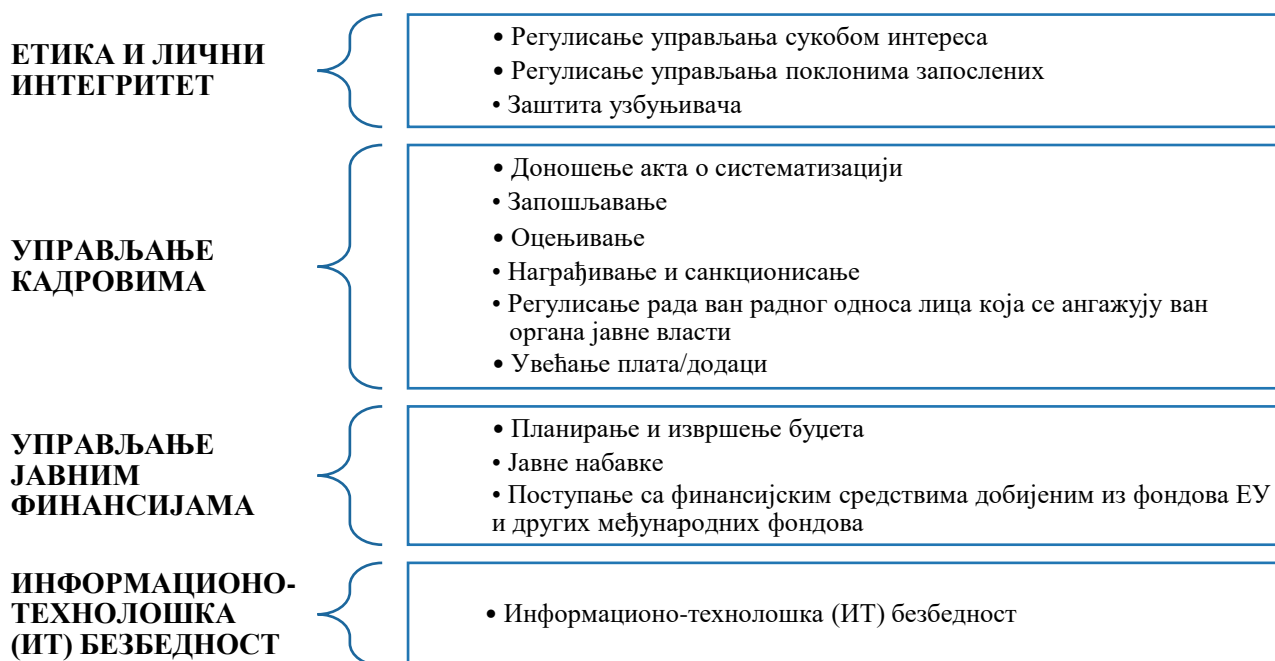 ЕТИКА И ЛИЧНИ
ИНТЕГРИТЕТ
• Регулисање управљања сукобом интереса
• Регулисање управљања поклонима запослених
• Заштита узбуњивача
УПРАВЉАЊЕ
КАДРОВИМА
• Доношење акта о систематизацији
• Запошљавање
• Оцењивање
• Награђивање и санкционисање
• Регулисање рада ван радног односа лица која се ангажују ван
органа јавне власти
• Увећање плата/додаци
УПРАВЉАЊЕ
ЈАВНИМ
ФИНАНСИЈАМА
• Планирање и извршење буџета
• Јавне набавке
• Поступање са финансијским средствима добијеним из фондова ЕУ
и других међународних фондова
ИНФОРМАЦИОНО-
ТЕХНОЛОШКА
(ИТ) БЕЗБЕДНОСТ
• Информационо-технолошка (ИТ) безбедност